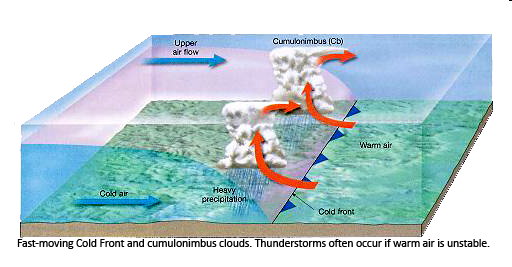 Upper
air flow
Cumulonimbus (Cb)
Warm air
Cold air
Heavy
precipitation
Cold front
Fast-moving Cold Front and cumulonimbus clouds. Thunderstorms often occur if warm air is unstable.